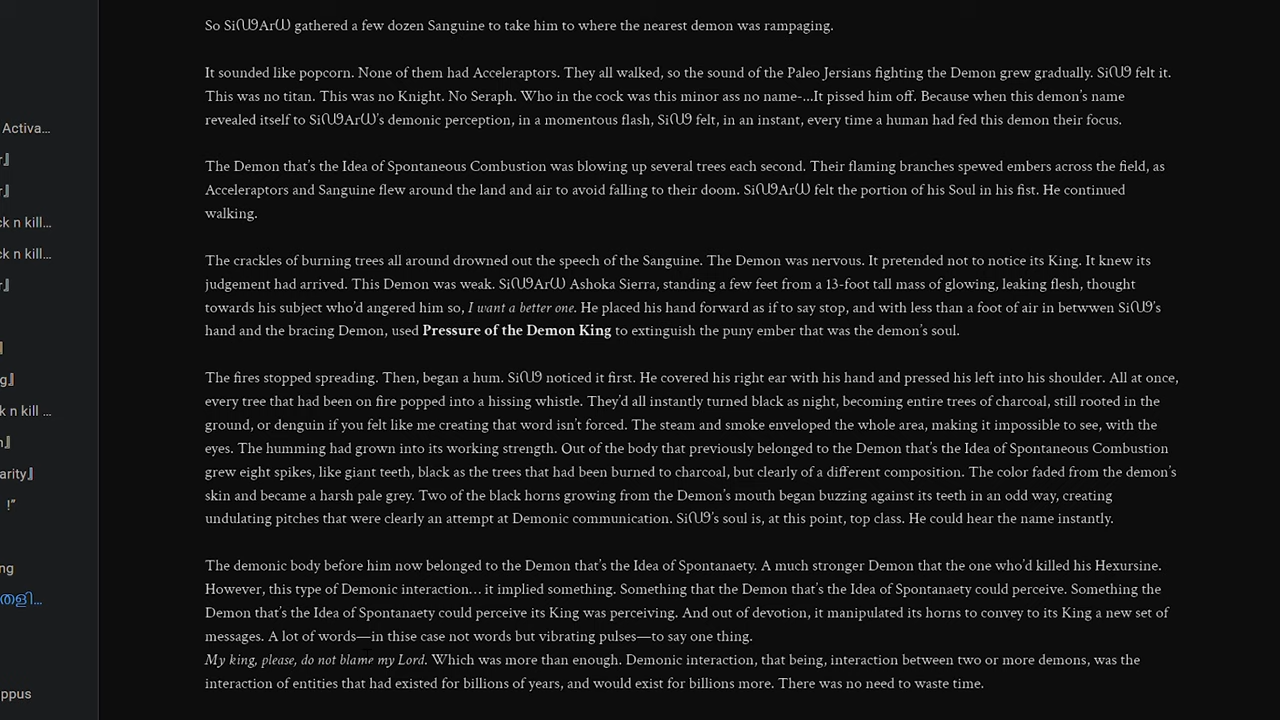 Activa…
r』
r』
ck n kill…
ck n kill…
r』
』
g』
k n kill …
n』
arity』
!”
ng
തളി…
ppus
So gathered a few dozen Sanguine to take him to where the nearest demon was rampaging.
It sounded like popcorn. None of them had Acceleraptors. They all walked, so the sound of the Paleo Jersians fighting the Demon grew gradually. felt it.
This was no titan. This was no Knight. No Seraph. Who in the cock was this minor ass no name-...It pissed him off. Because when this demon’s name
revealed itself to demonic perception, in a momentous flash, felt, in an instant, every time a human had fed this demon their focus.
The Demon that’s the Idea of Spontaneous Combustion was blowing up several trees each second. Their flaming branches spewed embers across the field, as
Acceleraptors and Sanguine flew around the land and air to avoid falling to their doom. felt the portion of his Soul in his fist. He continued
walking.
The crackles of burning trees all around drowned out the speech of the Sanguine. The Demon was nervous. It pretended not to notice its King. It knew its
judgement had arrived. This Demon was weak. Ashoka Sierra, standing a few feet from a 13-foot tall mass of glowing, leaking flesh, thought
towards his subject who’d angered him so, I want a better one. He placed his hand forward as if to say stop, and with less than a foot of air in betwwen
hand and the bracing Demon, used Pressure of the Demon King to extinguish the puny ember that was the demon’s soul.
The fires stopped spreading. Then, began a hum. noticed it first. He covered his right ear with his hand and pressed his left into his shoulder. All at once,
every tree that had been on fire popped into a hissing whistle. They’d all instantly turned black as night, becoming entire trees of charcoal, still rooted in the
ground, or denguin if you felt like me creating that word isn’t forced. The steam and smoke enveloped the whole area, making it impossible to see, with the
eyes. The humming had grown into its working strength. Out of the body that previously belonged to the Demon that’s the Idea of Spontaneous Combustion
grew eight spikes, like giant teeth, black as the trees that had been burned to charcoal, but clearly of a different composition. The color faded from the demon’s
skin and became a harsh pale grey. Two of the black horns growing from the Demon’s mouth began buzzing against its teeth in an odd way, creating
undulating pitches that were clearly an attempt at Demonic communication. soul is, at this point, top class. He could hear the name instantly.
The demonic body before him now belonged to the Demon that’s the Idea of Spontanaety. A much stronger Demon that the one who’d killed his Hexursine.
However, this type of Demonic interaction… it implied something. Something that the Demon that’s the Idea of Spontanaety could perceive. Something the
Demon that’s the Idea of Spontanaety could perceive its King was perceiving. And out of devotion, it manipulated its horns to convey to its King a new set of
messages. A lot of words—in thise case not words but vibrating pulses—to say one thing.
My king, please, do not blame my Lord. Which was more than enough. Demonic interaction, that being, interaction between two or more demons, was the
interaction of entities that had existed for billions of years, and would exist for billions more. There was no need to waste time.